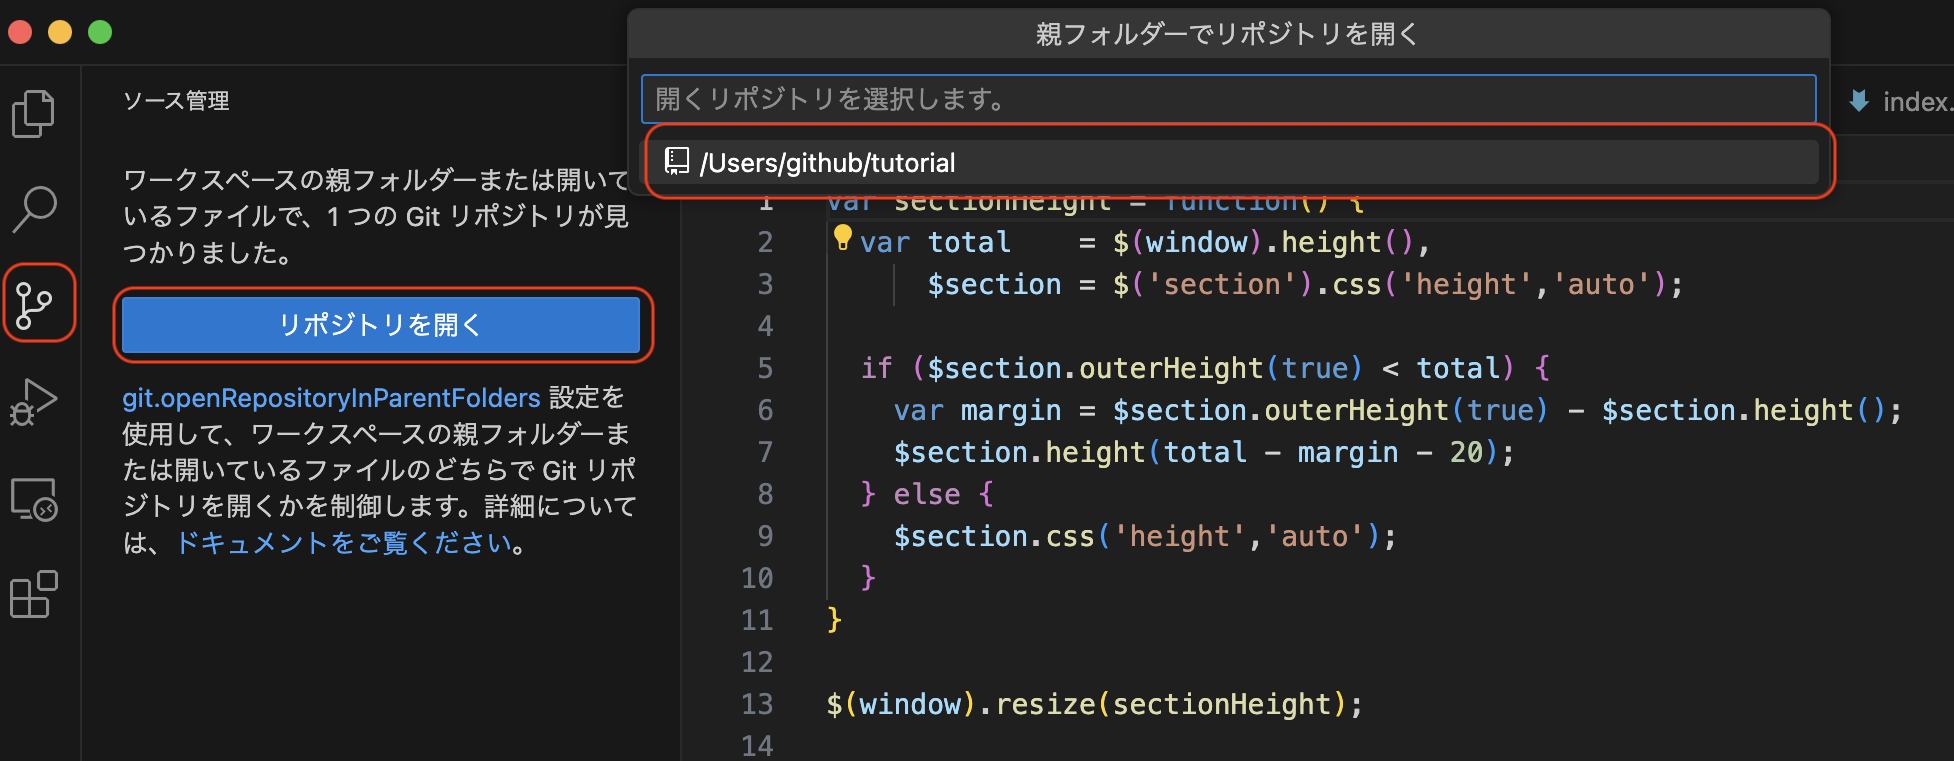 親フォルダーでリポジトリを開く
開くリポジトリを選択します。
/Users/github/tutorial
index.
ソース管理
ワークスペースの親フォルダーまたは開いて
いるファイルで、1 つの Git リポジトリが見
つかりました。
リポジトリを開く
git.openRepositoryInParentFolders 設定を
使用して、ワークスペースの親フォルダーま
たは開いているファイルのどちらで Git リポ
ジトリを開くかを制御します。詳細について
は、ドキュメントをご覧ください。
1 var sectionHeight = function() {
2 var total    = $(window).height(),
3 $section = $('section').css('height','auto');
4
5 if ($section.outerHeight(true) < total) {
6 var margin = $section.outerHeight(true) - $section.height();
7 $section.height(total - margin - 20);
8 } else {
9 $section.css('height','auto');
10 }
11 }
12
13 $(window).resize(sectionHeight);
14